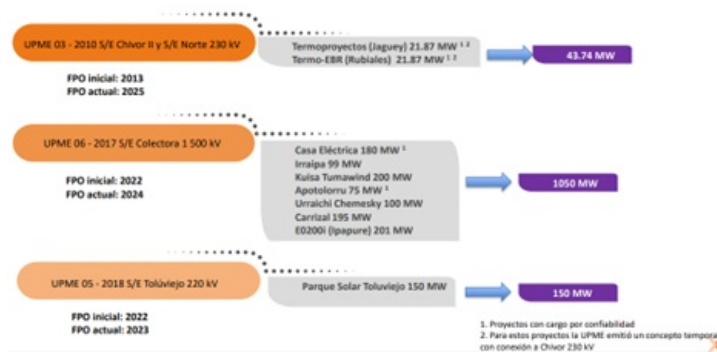 UPME 03 - 2010 S/E Chivor II y S/E Norte 230 kV
Termoproyectos (Jaguey) 21.87 MW ¹ ²
Termo-EBR (Rubiales) 21.87 MW ¹ ²
43.74 MW
FPO inicial: 2013
FPO actual: 2025
UPME 06 - 2017 S/E Colectora 1 500 kV
Casa Eléctrica 180 MW ¹
Irraipa 99 MW
Kuisa Tumawind 200 MW
Apotolorru 75 MW ¹
Urraichi Chemesky 100 MW
Carrizal 195 MW
E0200i (Ipapure) 201 MW
1050 MW
FPO inicial: 2022
FPO actual: 2024
UPME 05 - 2018 S/E Tolúviejo 220 kV
Parque Solar Toluviejo 150 MW
150 MW
FPO inicial: 2022
FPO actual: 2023
1. Proyectos con cargo por confiabilidad
2. Para estos proyectos la UPME emitió un concepto tempora
con conexión a Chivor 230 kV